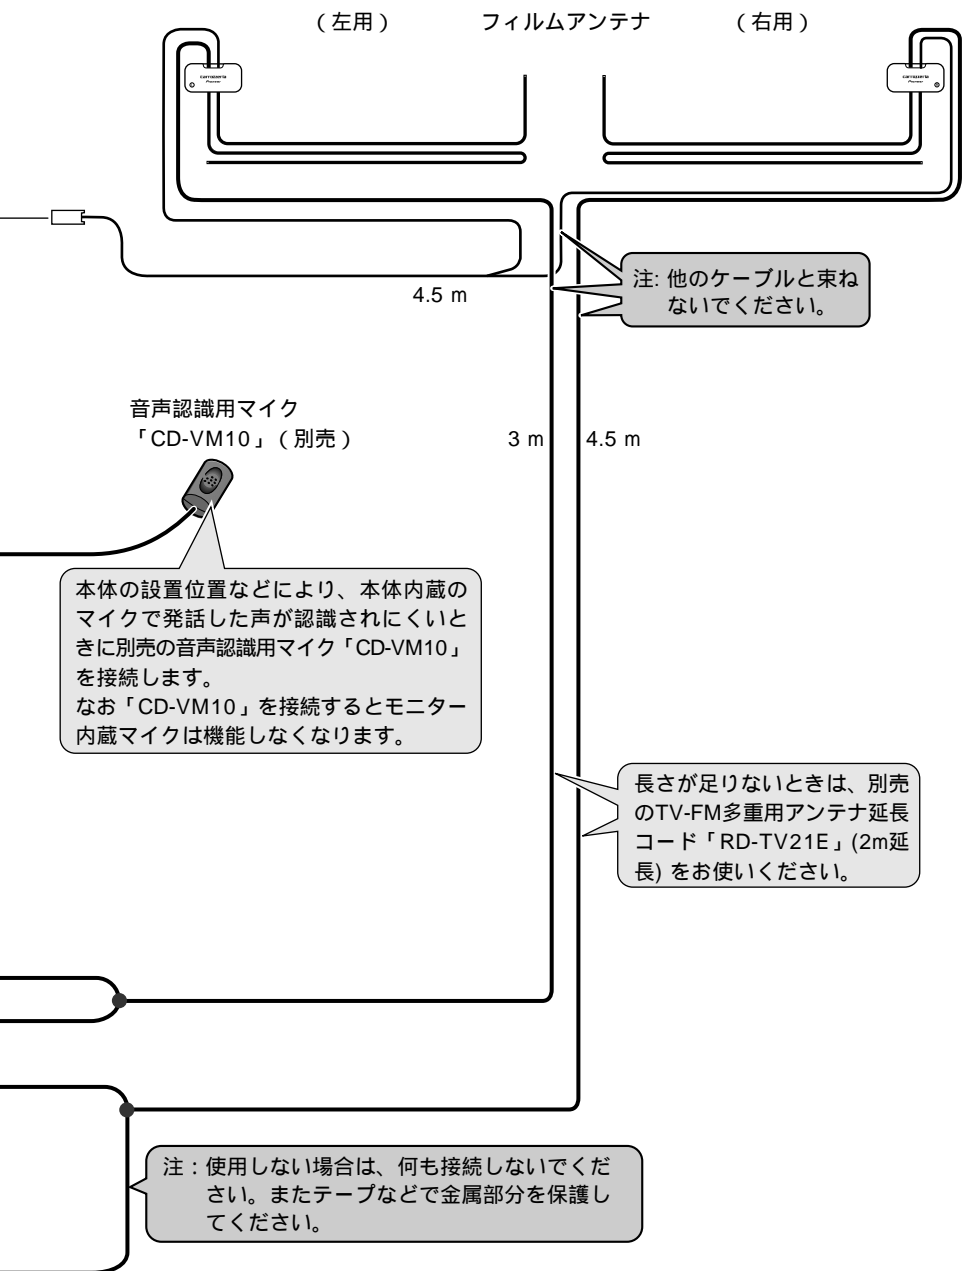 （左用）　フィルムアンテナ　（右用）
carrozzeria
Pioneer
carrozzeria
Pioneer
注: 他のケーブルと束ね
ないでください。
4.5 m
音声認識用マイク
「CD-VM10」（別売）
3 m
4.5 m
本体の設置位置などにより、本体内蔵の
マイクで発話した声が認識されにくいと
きに別売の音声認識用マイク「CD-VM10」
を接続します。
なお「CD-VM10」を接続するとモニター
内蔵マイクは機能しなくなります。
長さが足りないときは、別売
のTV-FM多重用アンテナ延長
コード「RD-TV21E」(2m延
長) をお使いください。
注：使用しない場合は、何も接続しないでくだ
さい。またテープなどで金属部分を保護し
てください。